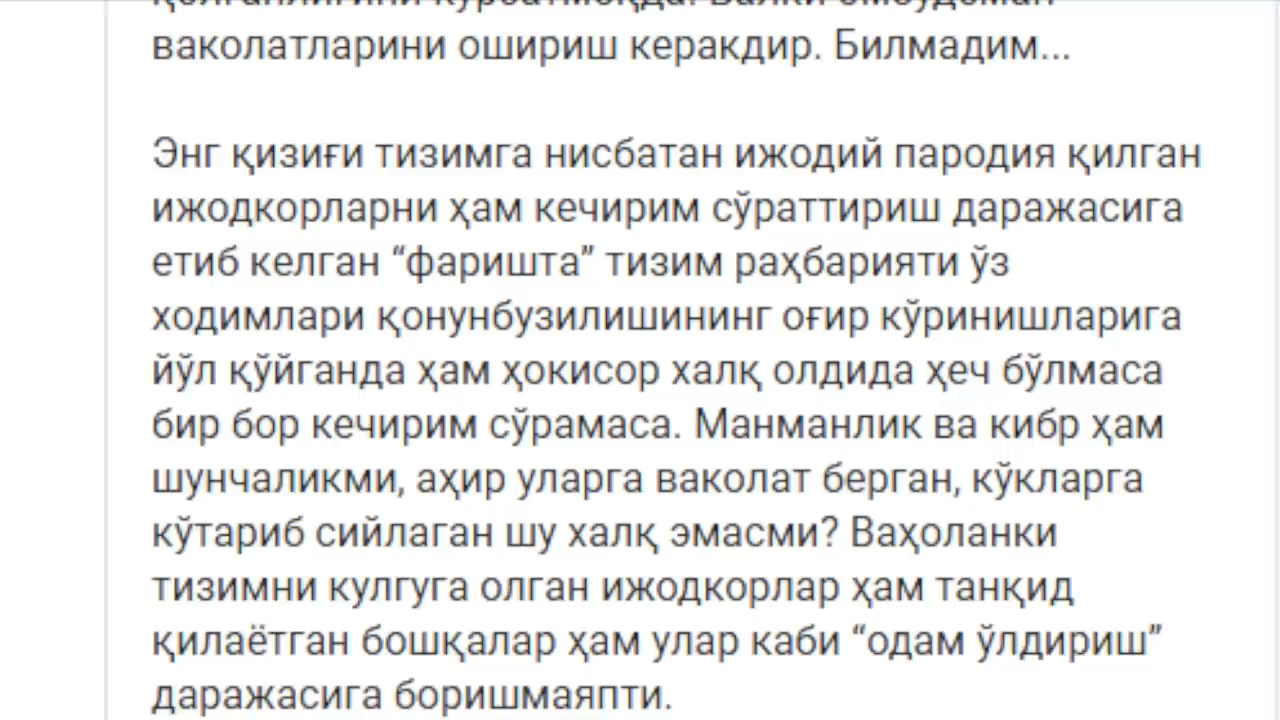 ваколатларини ошириш керакдир. Билмадим...
Энг қизиғи тизимга нисбатан ижодий пародия қилган
ижодкорларни ҳам кечирим сўраттириш даражасига
етиб келган “фаришта” тизим раҳбарияти ўз
ходимлари қонунбузилишининг оғир кўринишларига
йўл қўйганда ҳам ҳокисор халқ олдида ҳеч бўлмаса
бир бор кечирим сўрамаса. Манманлик ва кибр ҳам
шунчаликми, аҳир уларга ваколат берган, кўкларга
кўтариб сийлаган шу халқ эмасми? Ваҳоланки
тизимни кулгуга олган ижодкорлар ҳам танқид
қилаётган бошқалар ҳам улар каби “одам ўлдириш”
даражасига боришмаяпти.